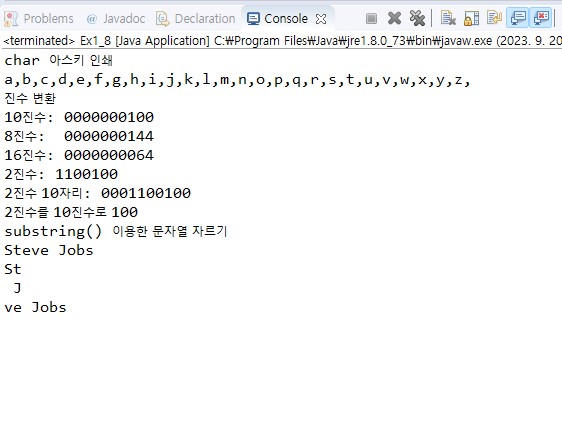 Problems @ Javadoc Declaration Console
<terminated> Ex1_8 [Java Application] C:₩Program Files₩Java₩jre1.8.0_73₩bin₩javaw.exe (2023. 9. 20
char 아스키 인쇄
a,b,c,d,e,f,g,h,i,j,k,l,m,n,o,p,q,r,s,t,u,v,w,x,y,z,
진수 변환
10진수: 0000000100
8진수:  0000000144
16진수: 0000000064
2진수: 1100100
2진수 10자리: 0001100100
2진수를 10진수로 100
substring() 이용한 문자열 자르기
Steve Jobs
St
 J
ve Jobs